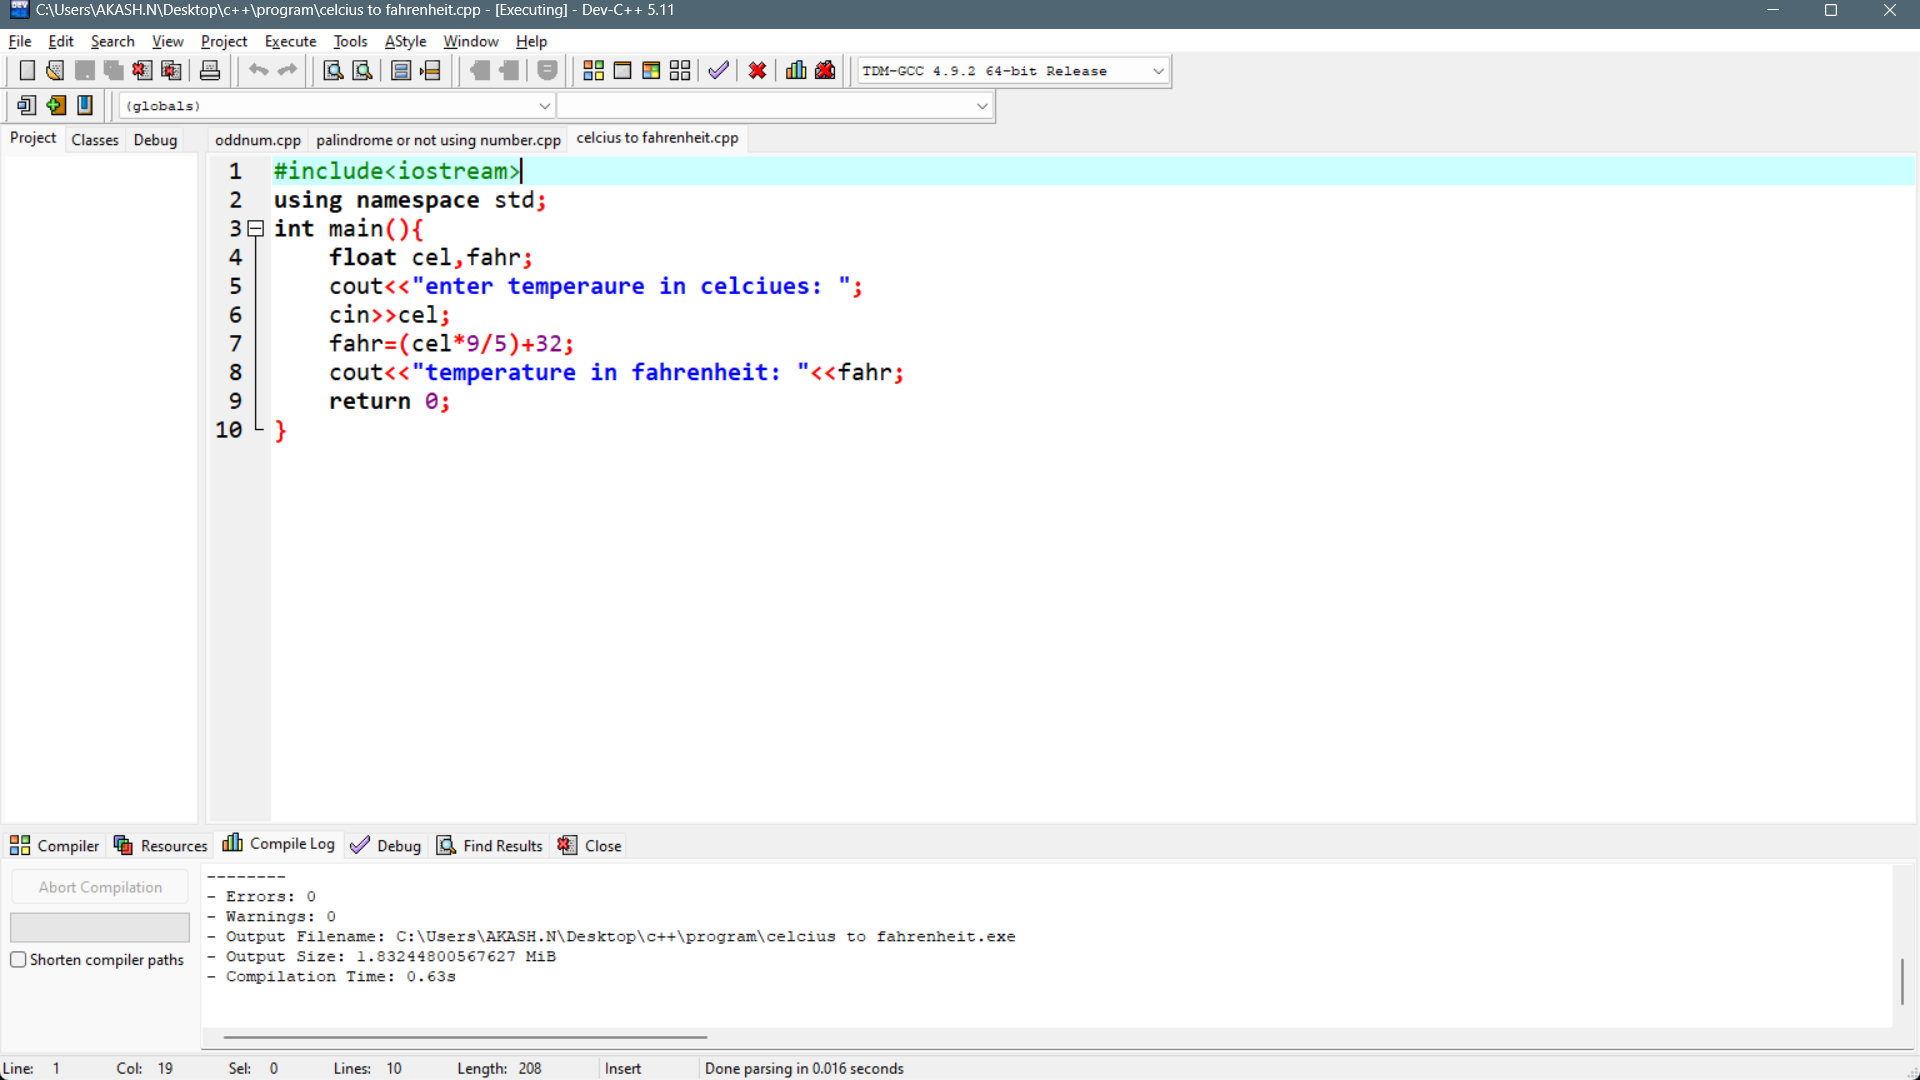 C:\Users\AKASH.N\Desktop\c++\program\celcius to fahrenheit.cpp - [Executing] - Dev-C++ 5.11
File Edit Search View Project Execute Tools AStyle Window Help
TDM-GCC 4.9.2 64-bit Release
(globals)
Project Classes Debug oddnum.cpp palindrome or not using number.cpp celcius to fahrenheit.cpp
1 #include<iostream>
2 using namespace std;
3 int main(){
4 float cel,fahr;
5 cout<<"enter temperaure in celciues: ";
6 cin>>cel;
7 fahr=(cel*9/5)+32;
8 cout<<"temperature in fahrenheit: "<<fahr;
9 return 0;
10 }
Compiler Resources Compile Log Debug Find Results Close
Abort Compilation
Shorten compiler paths
--------
- Errors: 0
- Warnings: 0
- Output Filename: C:\Users\AKASH.N\Desktop\c++\program\celcius to fahrenheit.exe
- Output Size: 1.83244800567627 MiB
- Compilation Time: 0.63s
Line: 1 Col: 19 Sel: 0 Lines: 10 Length: 208 Insert Done parsing in 0.016 seconds